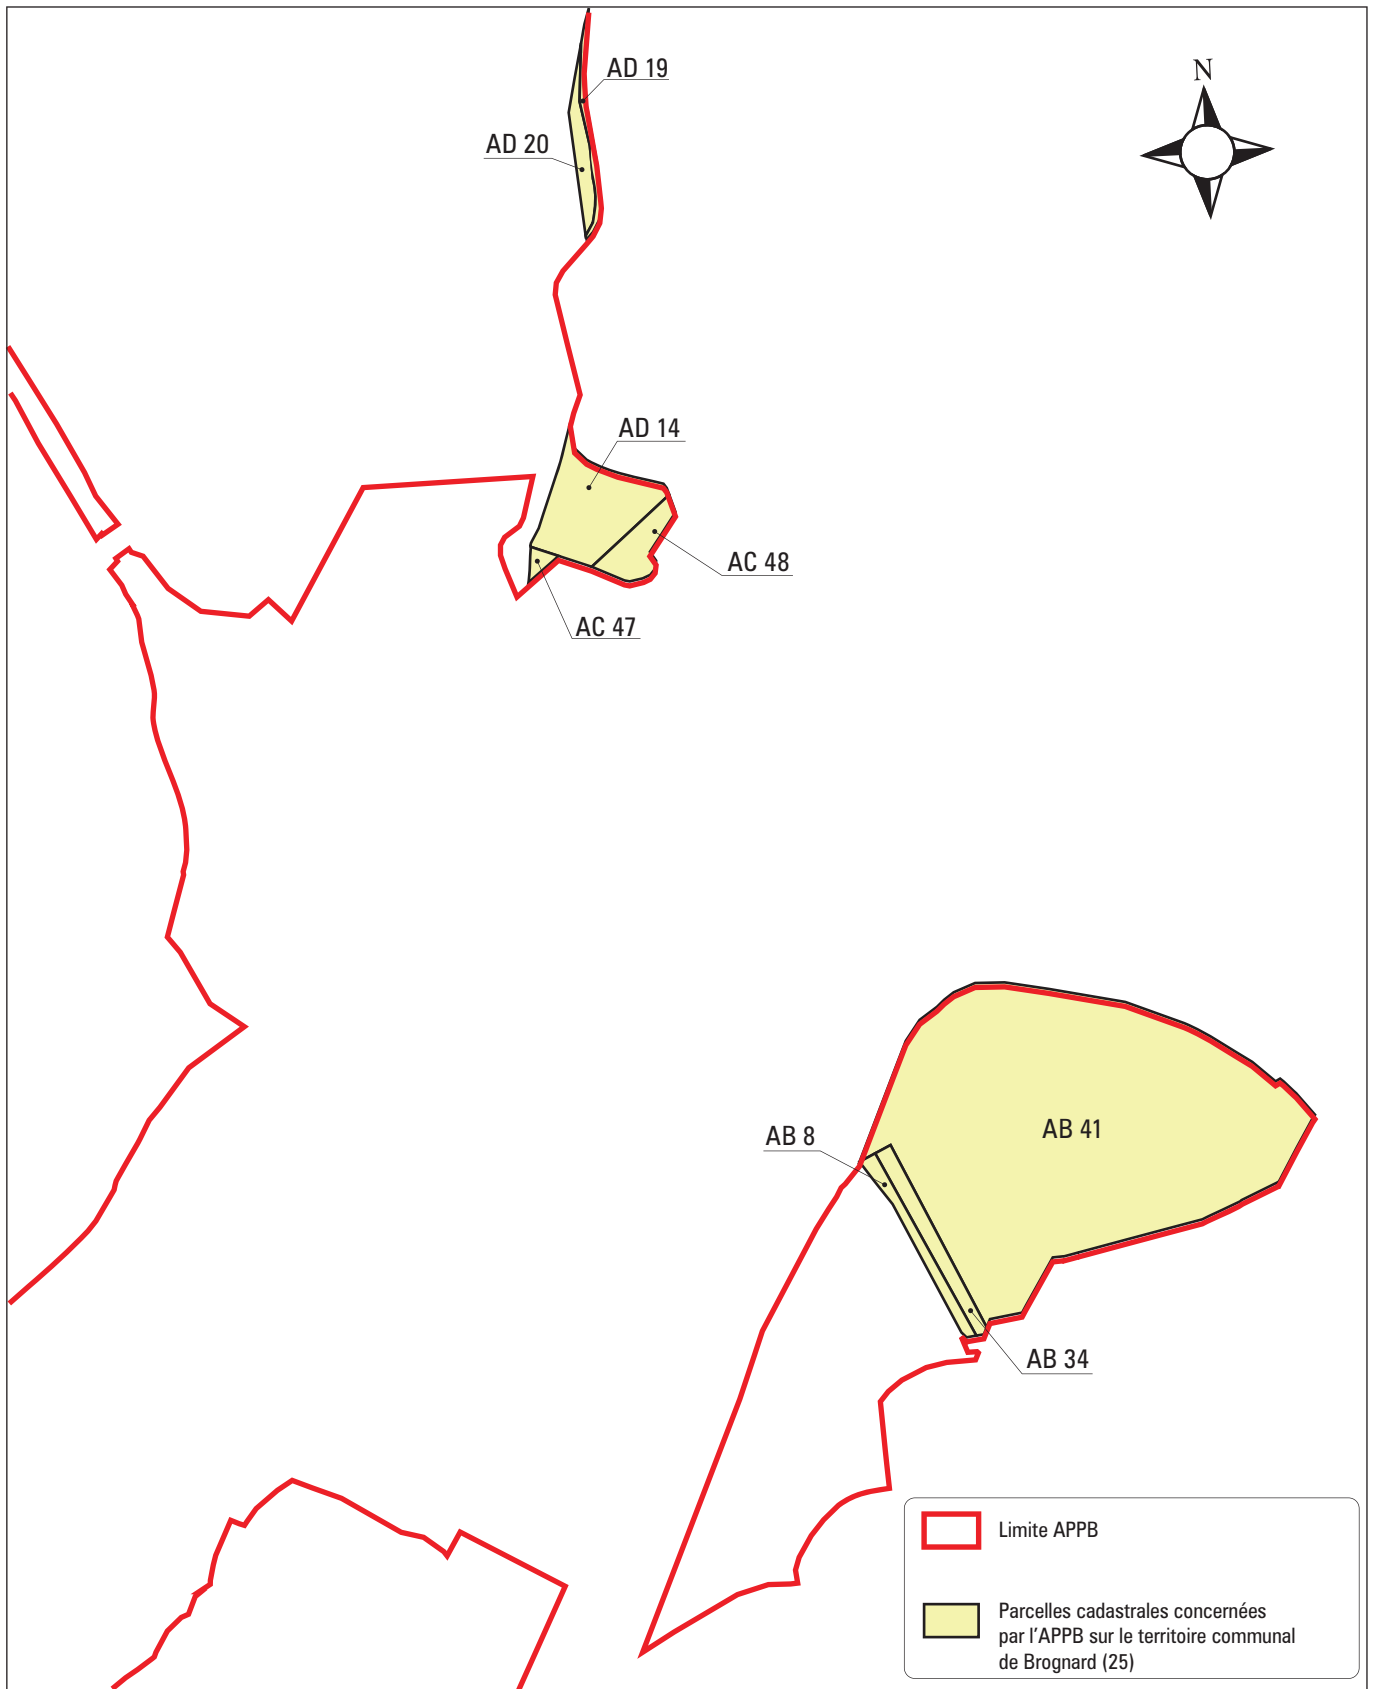 N
AD 19
AD 20
AD 14
AC 48
AC 47
AB 41
AB 8
AB 34
Limite APPB
Parcelles cadastrales concernées
par l'APPB sur le territoire communal
de Brognard (25)